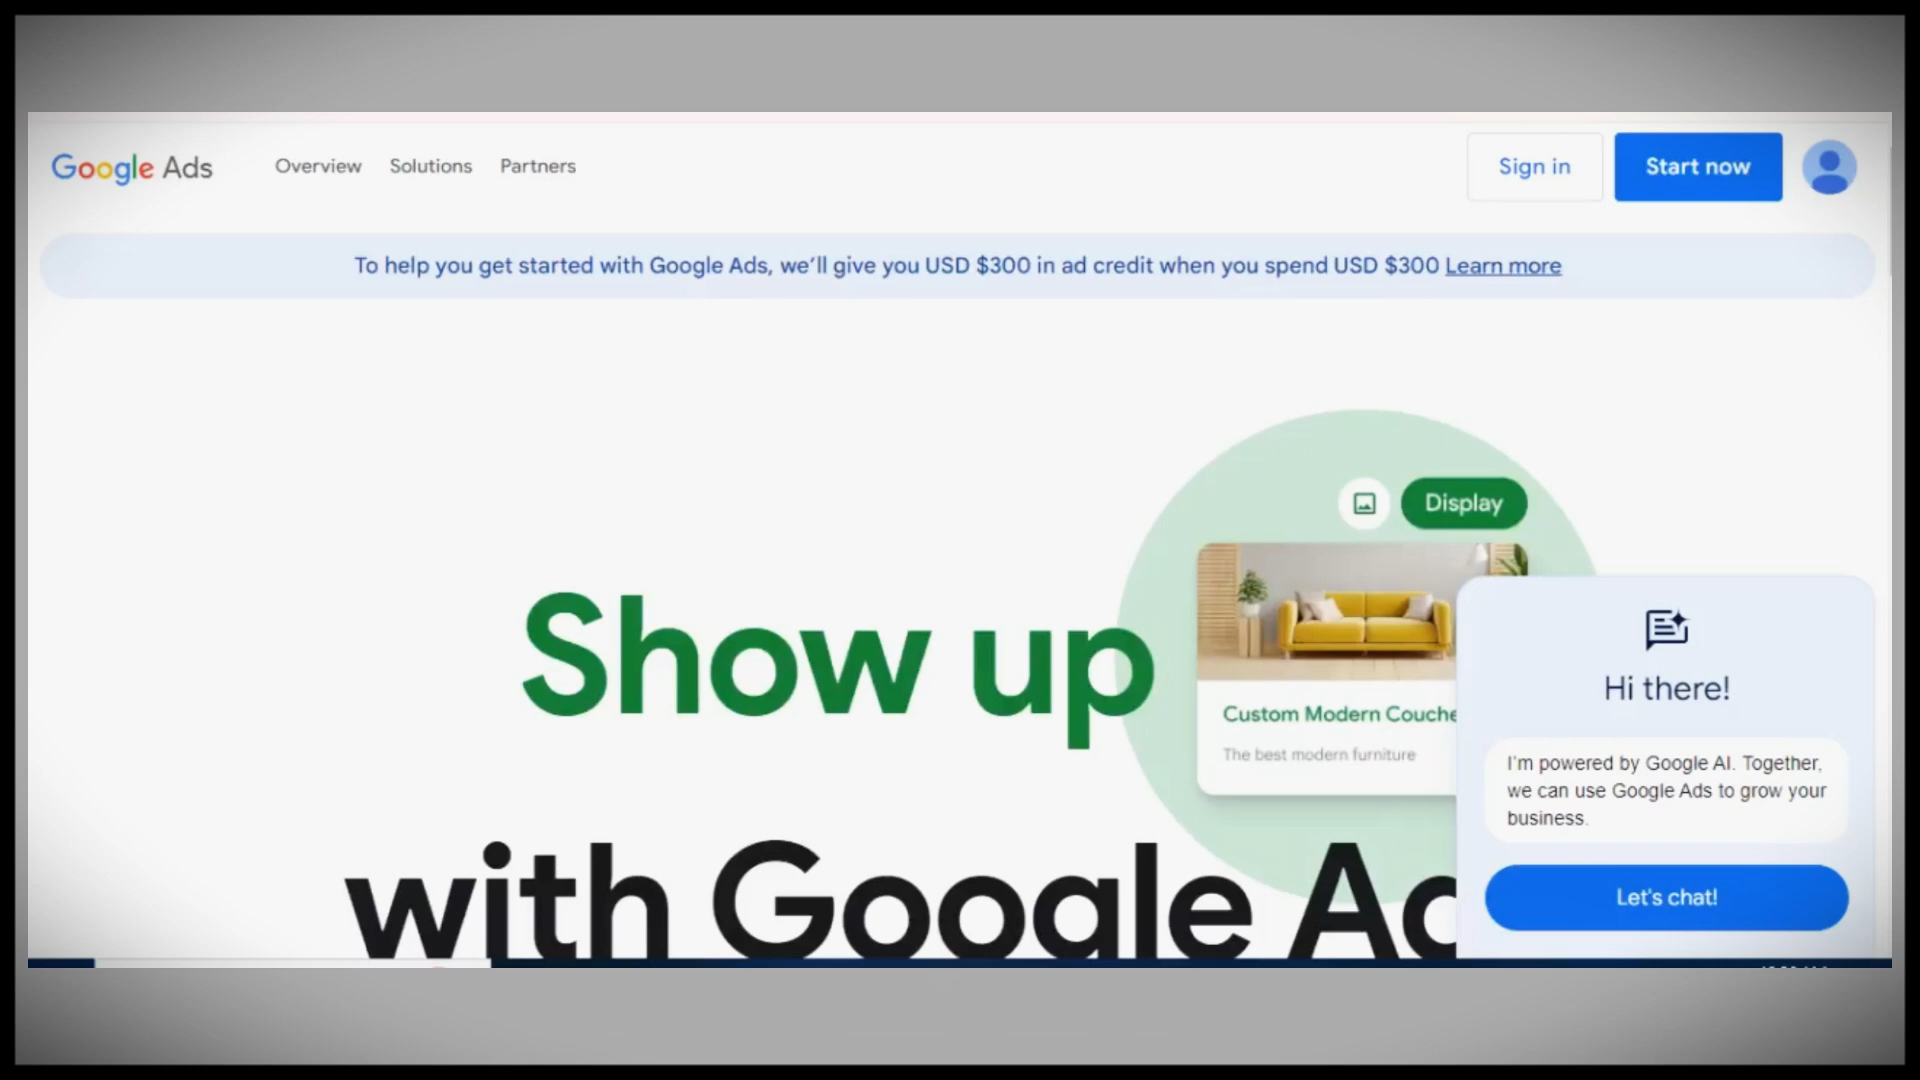 Google Ads
Overview
Solutions
Partners
Sign in
Start now
To help you get started with Google Ads, we'll give you USD $300 in ad credit when you spend USD $300 Learn more
Display
Show up
Custom Modern Couche
The best modern furniture
with Google Ad
Hi there!
I'm powered by Google AI. Together,
we can use Google Ads to grow your
business.
Let's chat!